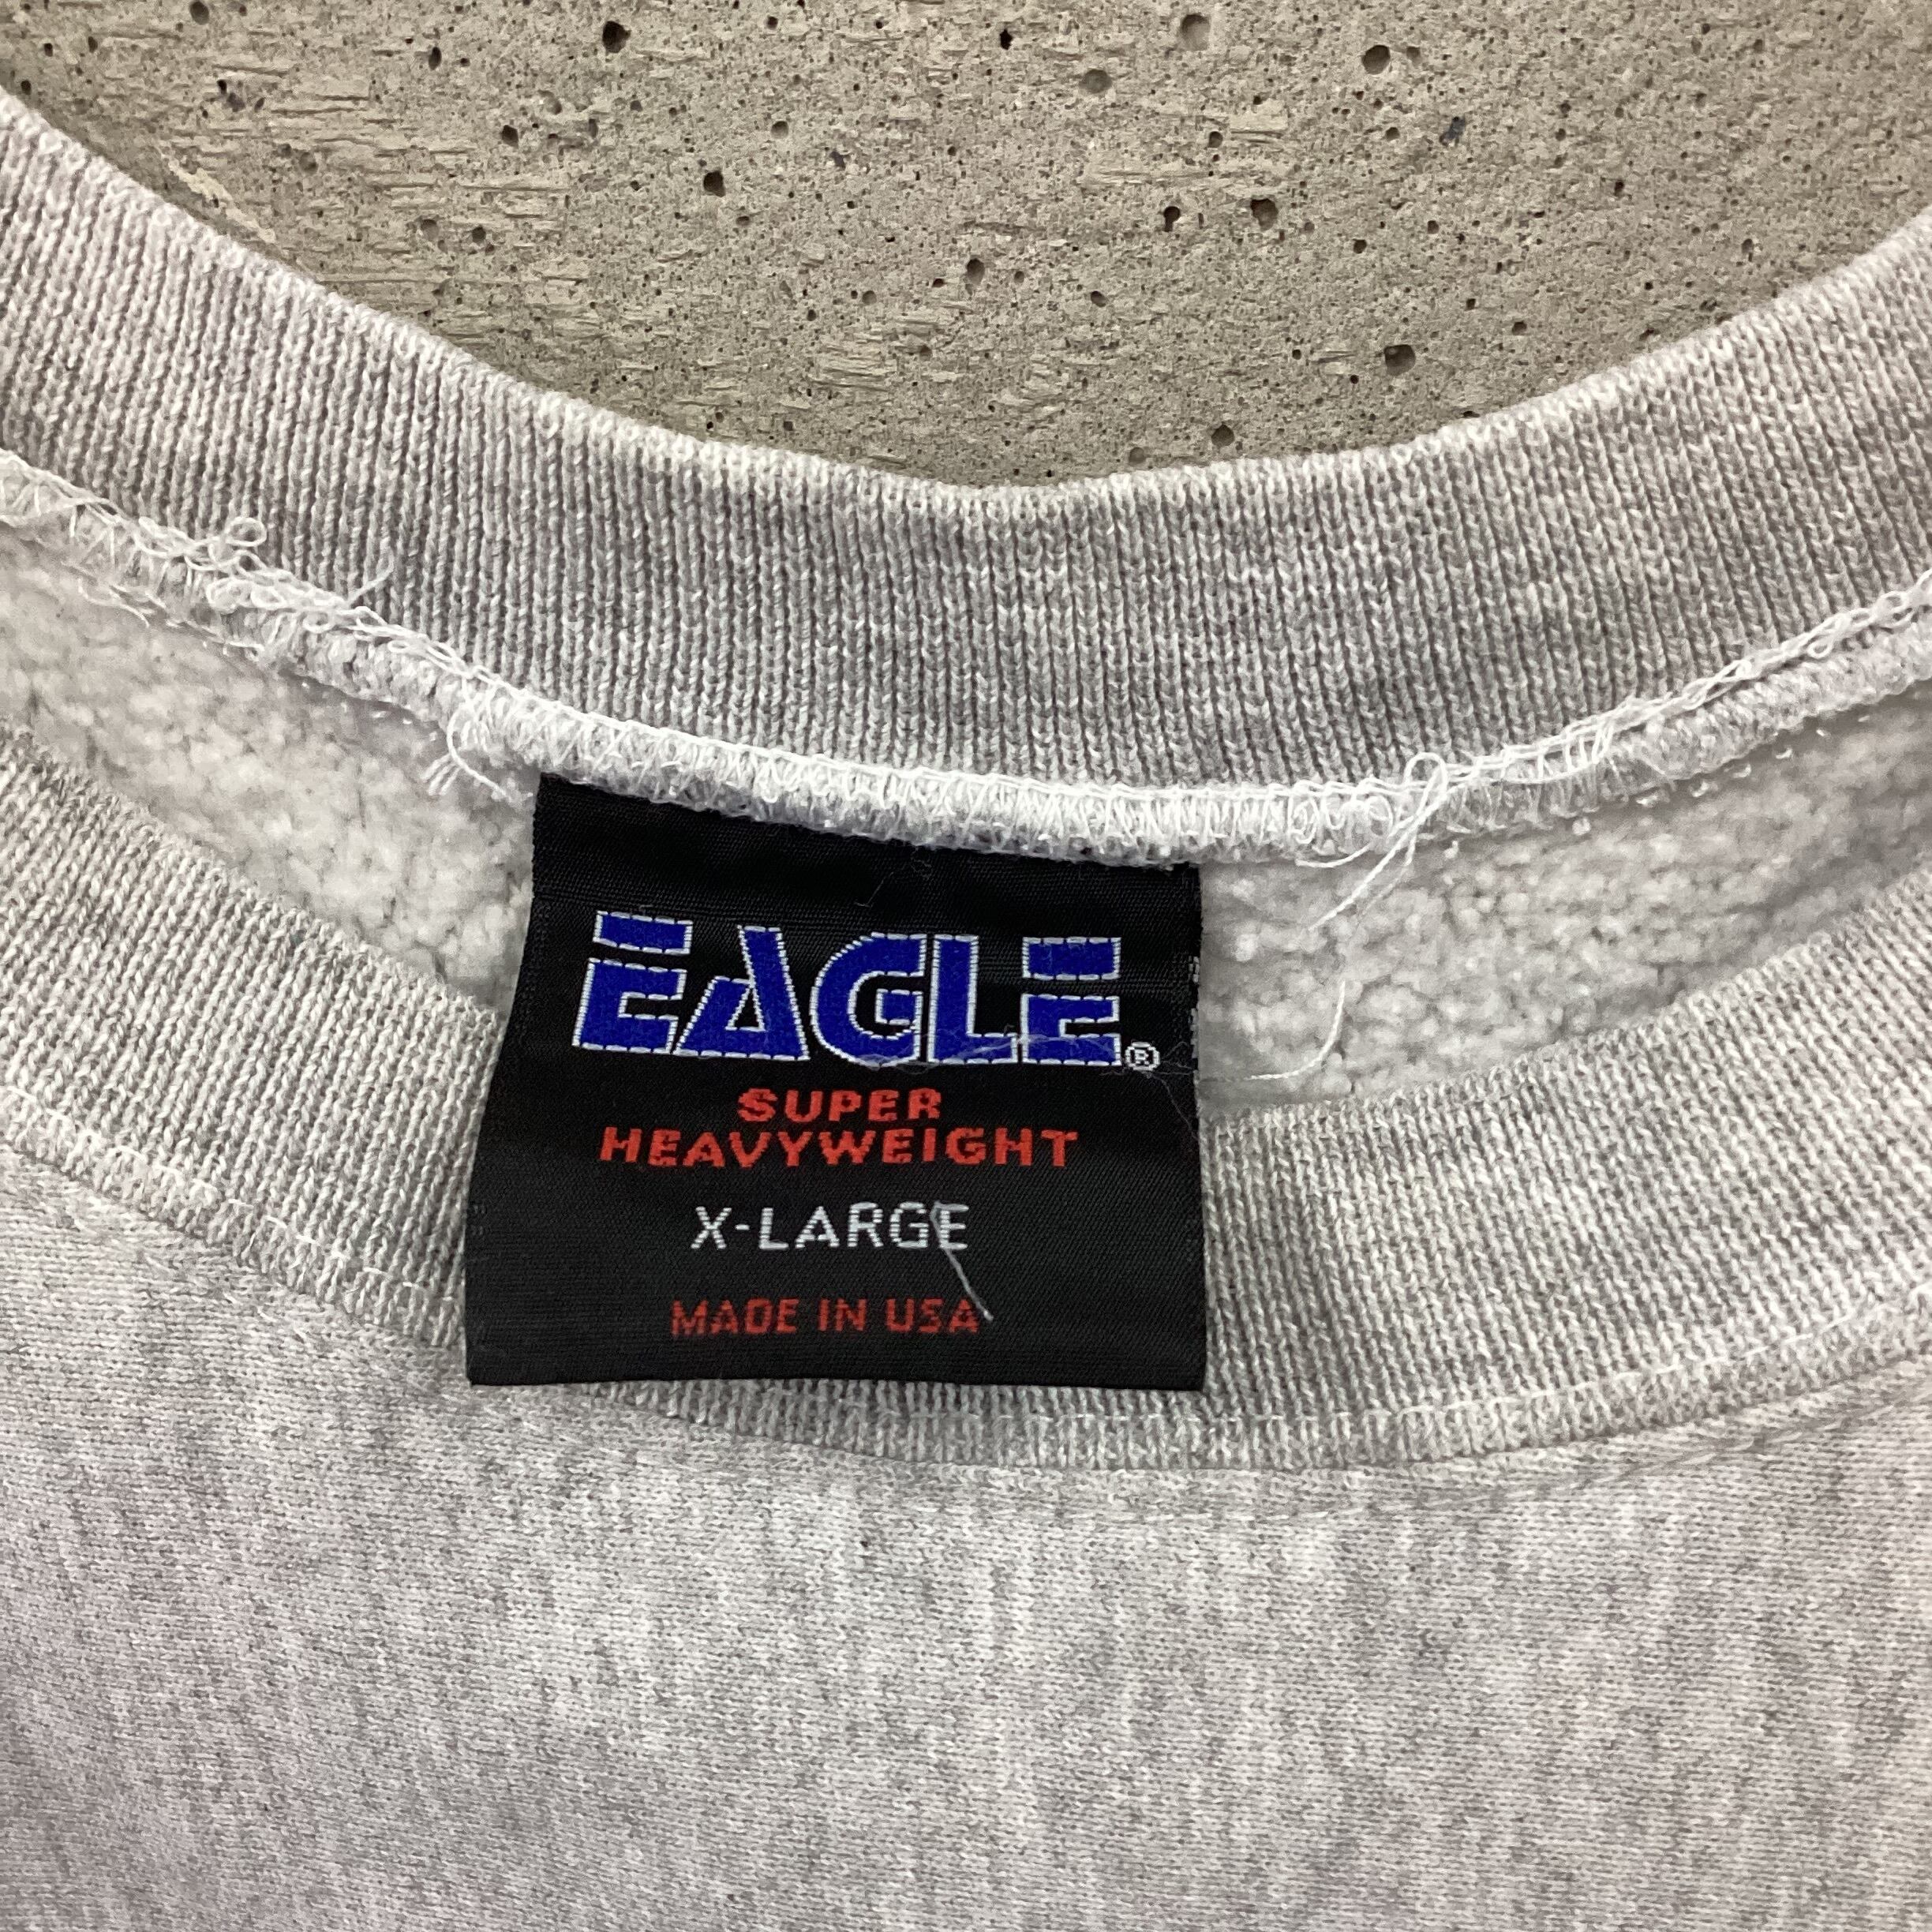 EAGLE®
SUPER
HEAVYWEIGHT
X-LARGE
MADE IN USA